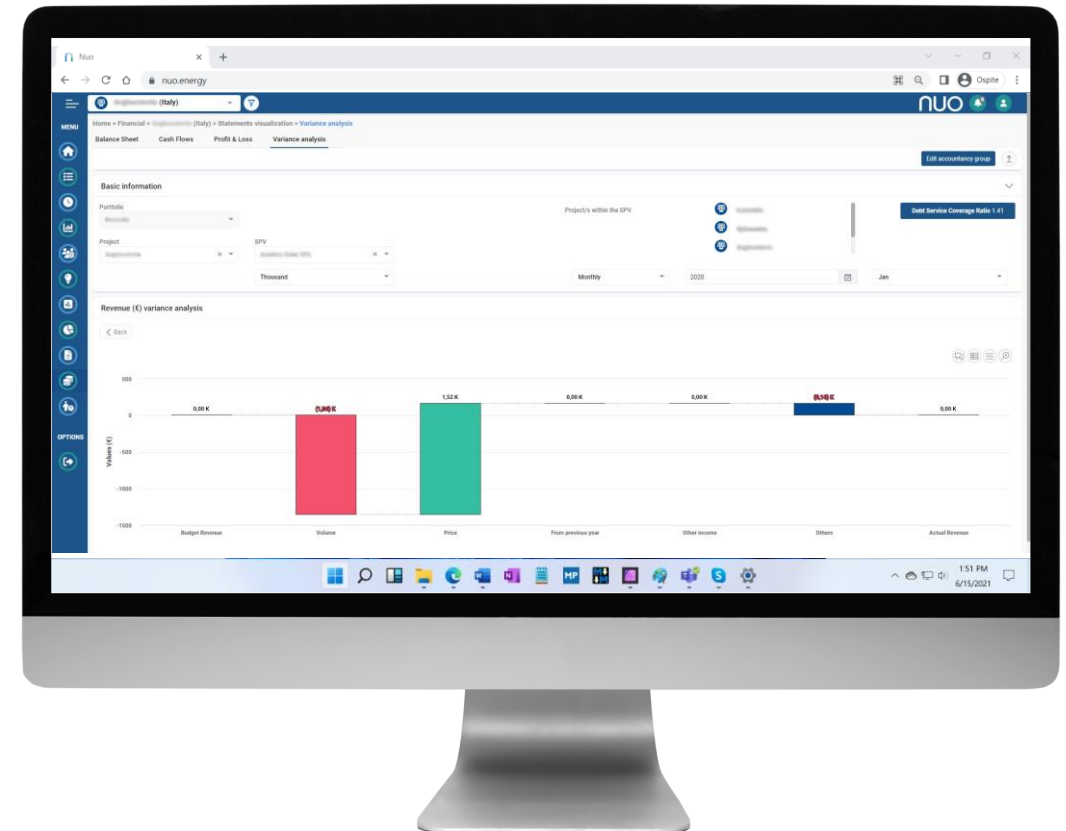 Nuo
nuo.energy
Ospite
(Italy)
nuo
MENU
Home > Financial > (Italy) > Statements visualization > Variance analysis
Balance Sheet Cash Flows Profit & Loss Variance analysis
Edit accountancy group
Basic information
Portfolio
Project/s within the SPV
Debt Service Coverage Ratio 1.41
Project SPV
Thousand Monthly 2020 Jan
Revenue (€) variance analysis
Back
500
0
-500
-1000
-1500
Values (€)
0,00 K 1,52 K 0,00 K 0,00 K 0,00 K
Budget Revenue Volume Price From previous year Other income Others Actual Revenue
OPTIONS
MP
N
S
1:51 PM
6/15/2021